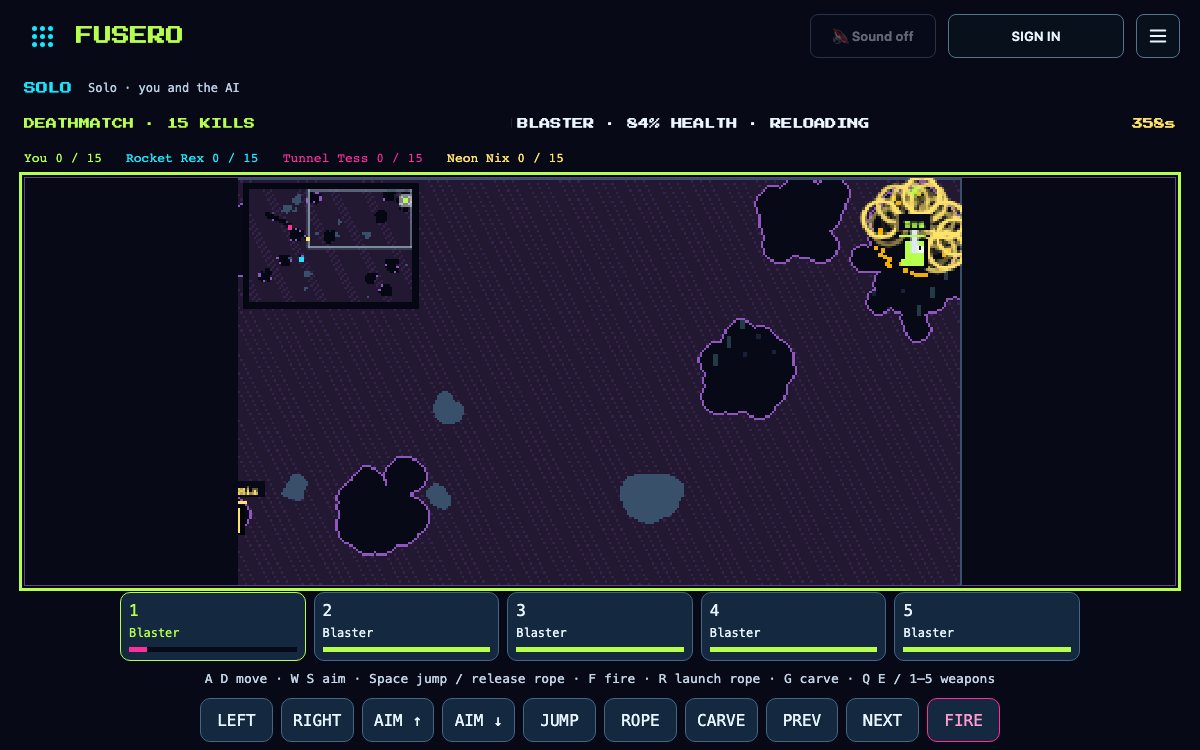 FUSERO
Sound off
SIGN IN
SOLO Solo · you and the AI
DEATHMATCH · 15 KILLS
BLASTER · 84% HEALTH · RELOADING
358s
You 0 / 15 Rocket Rex 0 / 15 Tunnel Tess 0 / 15 Neon Nix 0 / 15
1 2 3 4 5
Blaster Blaster Blaster Blaster Blaster
A D move · W S aim · Space jump / release rope · F fire · R launch rope · G carve · Q E / 1–5 weapons
LEFT RIGHT AIM ↑ AIM ↓ JUMP ROPE CARVE PREV NEXT FIRE